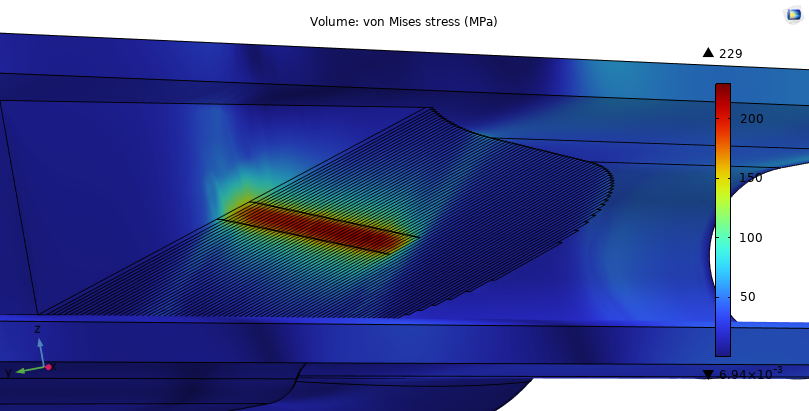 Volume: von Mises stress (MPa)
▲ 229
200
150
100
50
▼ 6.94×10⁻³
z
y